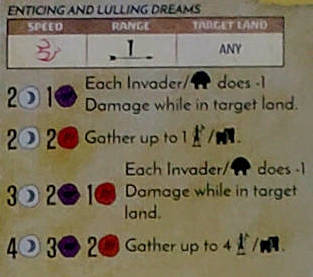 ENTICING AND LULLING DREAMS
SPEED RANGE TARGET LAND
1 ANY
2 1 Each Invader/ does -1
Damage while in target land.
2 2 Gather up to 1 / .
Each Invader/ does -1
3 2 1 Damage while in target
land.
4 3 2 Gather up to 4 / .